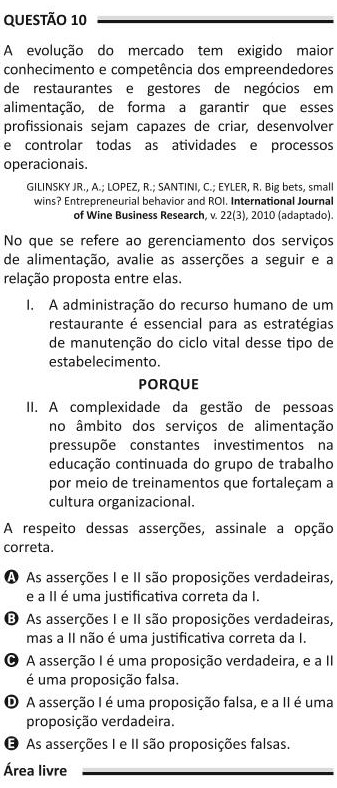 QUESTÃO 10
A evolução do mercado tem exigido maior
conhecimento e competência dos empreendedores
de restaurantes e gestores de negócios em
alimentação, de forma a garantir que esses
profissionais sejam capazes de criar, desenvolver
e controlar todas as atividades e processos
operacionais.
GILINSKY JR., A.; LOPEZ, R.; SANTINI, C.; EYLER, R. Big bets, small
wins? Entrepreneurial behavior and ROI. International Journal
of Wine Business Research, v. 22(3), 2010 (adaptado).
No que se refere ao gerenciamento dos serviços
de alimentação, avalie as asserções a seguir e a
relação proposta entre elas.
I. A administração do recurso humano de um
restaurante é essencial para as estratégias
de manutenção do ciclo vital desse tipo de
estabelecimento.
PORQUE
II. A complexidade da gestão de pessoas
no âmbito dos serviços de alimentação
pressupõe constantes investimentos na
educação continuada do grupo de trabalho
por meio de treinamentos que fortaleçam a
cultura organizacional.
A respeito dessas asserções, assinale a opção
correta.
A As asserções I e II são proposições verdadeiras,
e a II é uma justificativa correta da I.
B As asserções I e II são proposições verdadeiras,
mas a II não é uma justificativa correta da I.
C A asserção I é uma proposição verdadeira, e a II
é uma proposição falsa.
D A asserção I é uma proposição falsa, e a II é uma
proposição verdadeira.
E As asserções I e II são proposições falsas.
Área livre